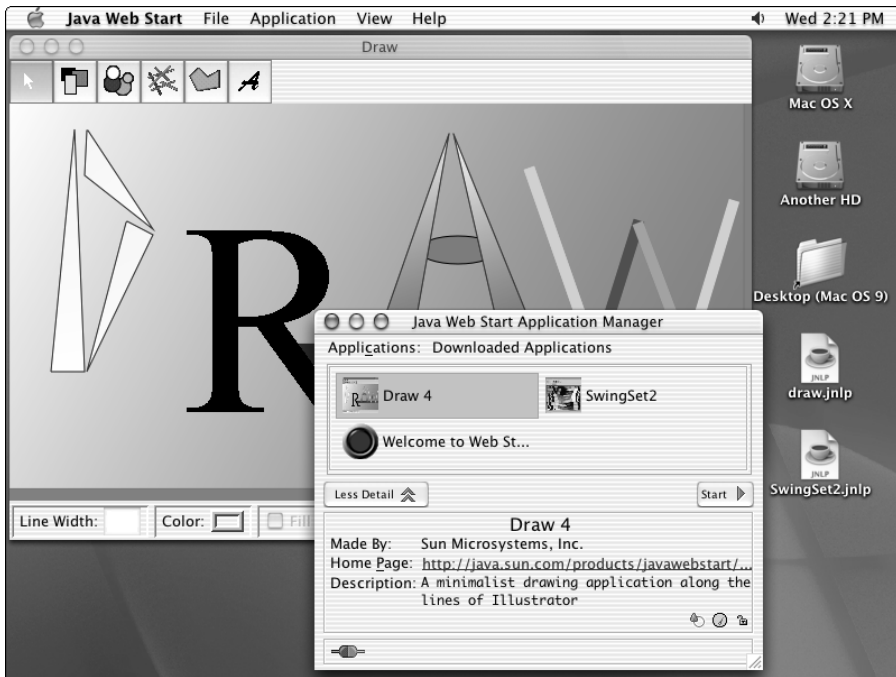 Java Web Start File Application View Help Wed 2:21 PM
Draw
A
R
Mac OS X
Another HD
Desktop (Mac OS 9)
JNLP
draw.jnlp
JNLP
SwingSet2.jnlp
Java Web Start Application Manager
Applications: Downloaded Applications
Draw 4
SwingSet2
Welcome to Web St...
Less Detail
Start
Draw 4
Made By: Sun Microsystems, Inc.
Home Page: http://java.sun.com/products/javawebstart/...
Description: A minimalist drawing application along the
lines of Illustrator
Line Width:
Color:
Fill